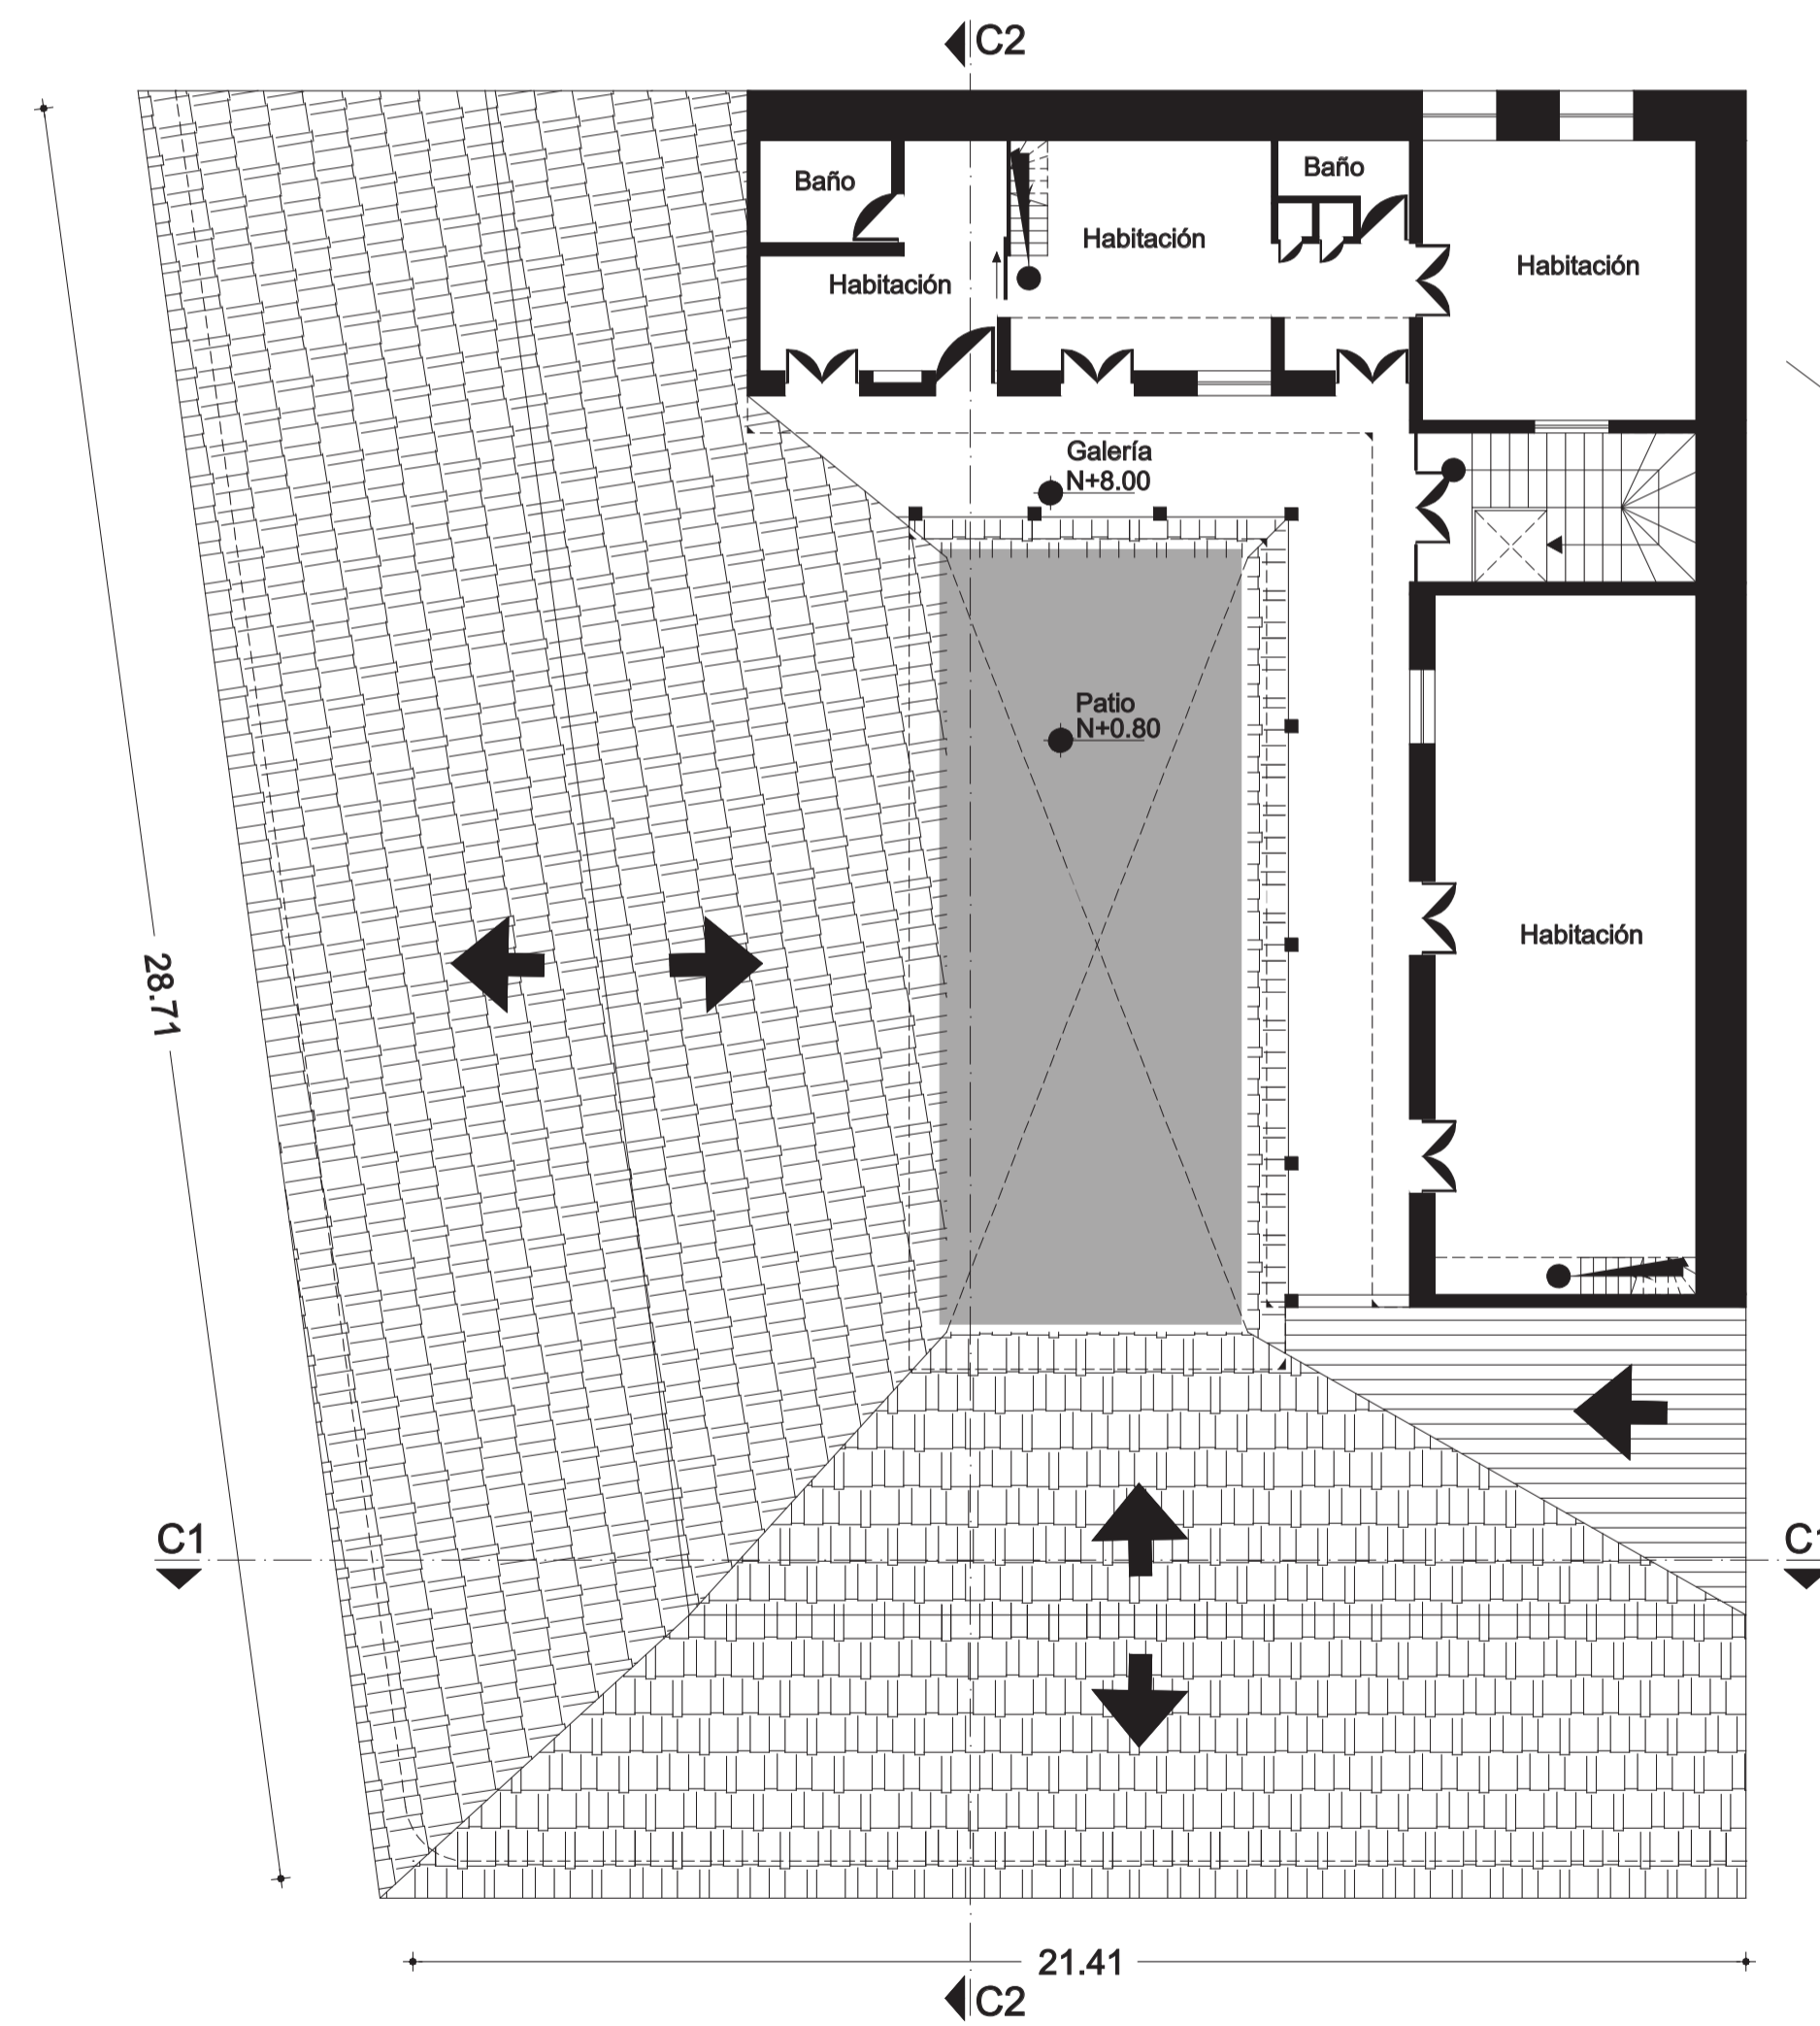 C2
Baño
Baño
Habitación
Habitación
Habitación
Galería
N+8.00
Patio
N+0.80
Habitación
28.71
C1
C1
21.41
C2